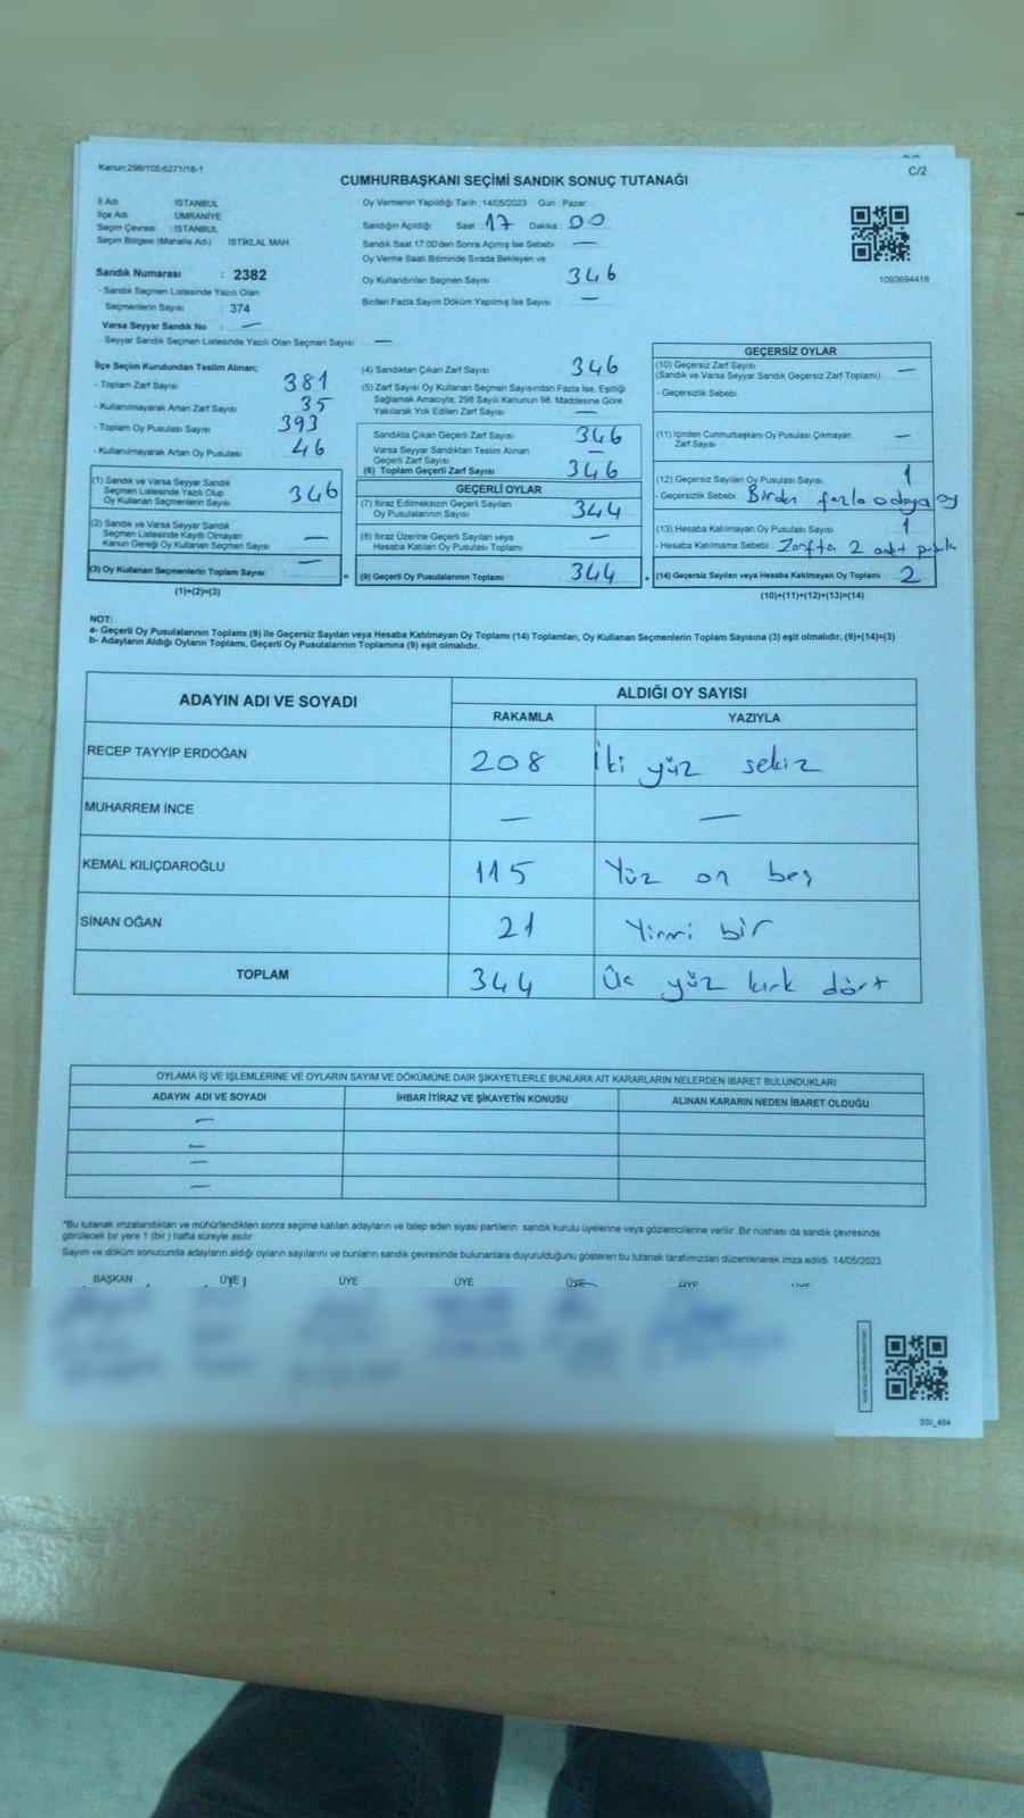 Kanun:298/105-6271/16-1
C/2
CUMHURBAŞKANI SEÇİMİ SANDIK SONUÇ TUTANAĞI
İl Adı İSTANBUL
İlçe Adı ÜMRANİYE
Seçim Çevresi : İSTANBUL
Seçim Bölgesi (Mahalle Adı) İSTİKLAL MAH
Sandık Numarası : 2382
- Sandık Seçmen Listesinde Yazılı Olan
Seçmenlerin Sayısı 374
Varsa Seyyar Sandık No : —
- Seyyar Sandık Seçmen Listesinde Yazılı Olan Seçmen Sayısı —
Oy Vermenin Yapıldığı Tarih : 14/05/2023 Gün : Pazar
Sandığın Açıldığı Saat : 17 Dakika : 00
Sandık Saat 17.00'den Sonra Açılmış İse Sebebi —
Oy Verme Saati Bitiminde Sırada Bekleyen ve
Oy Kullandırılan Seçmen Sayısı 346
Birden Fazla Sayım Döküm Yapılmış İse Sayısı —
1093694418
İlçe Seçim Kurulundan Teslim Alınan;
- Toplam Zarf Sayısı 381
- Kullanılmayarak Artan Zarf Sayısı 35
- Toplam Oy Pusulası Sayısı 393
- Kullanılmayarak Artan Oy Pusulası 46
(1) Sandık ve Varsa Seyyar Sandık
Seçmen Listesinde Yazılı Olup
Oy Kullanan Seçmenlerin Sayısı 346
(2) Sandık ve Varsa Seyyar Sandık
Seçmen Listesinde Kayıtlı Olmayan
Kanun Gereği Oy Kullanan Seçmen Sayısı —
(3) Oy Kullanan Seçmenlerin Toplam Sayısı —
(1)+(2)=(3)
(4) Sandıktan Çıkan Zarf Sayısı 346
(5) Zarf Sayısı Oy Kullanan Seçmen Sayısından Fazla İse, Eşitliği
Sağlamak Amacıyla, 298 Sayılı Kanunun 98. Maddesine Göre
Yakılarak Yok Edilen Zarf Sayısı —
Sandıkta Çıkan Geçerli Zarf Sayısı 346
Varsa Seyyar Sandıktan Teslim Alınan
Geçerli Zarf Sayısı —
(6) Toplam Geçerli Zarf Sayısı 346
GEÇERLİ OYLAR
(7) İtiraz Edilmeksizin Geçerli Sayılan
Oy Pusulalarının Sayısı 344
(8) İtiraz Üzerine Geçerli Sayılan veya
Hesaba Katılan Oy Pusulası Toplamı —
(9) Geçerli Oy Pusulalarının Toplamı 344
GEÇERSİZ OYLAR
(10) Geçersiz Zarf Sayısı —
(Sandık ve Varsa Seyyar Sandık Geçersiz Zarf Toplamı)
- Geçersizlik Sebebi
(11) İçinden Cumhurbaşkanı Oy Pusulası Çıkmayan —
Zarf Sayısı
(12) Geçersiz Sayılan Oy Pusulası Sayısı 1
- Geçersizlik Sebebi Birden fazla adaya oy
(13) Hesaba Katılmayan Oy Pusulası Sayısı 1
- Hesaba Katılmama Sebebi Zarfta 2 adet
(14) Geçersiz Sayılan veya Hesaba Katılmayan Oy Toplamı 2
(10)+(11)+(12)+(13)=(14)
NOT:
a- Geçerli Oy Pusulalarının Toplamı (9) ile Geçersiz Sayılan veya Hesaba Katılmayan Oy Toplamı (14) Toplamları, Oy Kullanan Seçmenlerin Toplam Sayısına (3) eşit olmalıdır, (9)+(14)=(3)
b- Adayların Aldığı Oyların Toplamı, Geçerli Oy Pusulalarının Toplamına (9) eşit olmalıdır.
ADAYIN ADI VE SOYADI ALDIĞI OY SAYISI
RAKAMLA YAZIYLA
RECEP TAYYİP ERDOĞAN 208 İki yüz sekiz
MUHARREM İNCE — —
KEMAL KILIÇDAROĞLU 115 Yüz on beş
SİNAN OĞAN 21 Yirmi bir
TOPLAM 344 Üç yüz kırk dört
OYLAMA İŞ VE İŞLEMLERİNE VE OYLARIN SAYIM VE DÖKÜMÜNE DAİR ŞİKAYETLERLE BUNLARA AİT KARARLARIN NELERDEN İBARET BULUNDUKLARI
ADAYIN ADI VE SOYADI İHBAR İTİRAZ VE ŞİKAYETİN KONUSU ALINAN KARARIN NEDEN İBARET OLDUĞU
—
—
—
—
"Bu tutanak imzalandıktan ve mühürlendikten sonra seçime katılan adayların ve talep eden siyasi partilerin sandık kurulu üyelerine veya gözlemcilerine verilir. Bir nüshası da sandık çevresinde
görülecek bir yere 1 (bir) hafta süreyle asılır
Sayım ve döküm sonucunda adayların aldığı oyların sayılarını ve bunların sandık çevresinde bulunanlara duyurulduğunu gösteren bu tutanak tarafımızdan düzenlenerek imza edildi. 14/05/2023
BAŞKAN ÜYE ÜYE ÜYE ÜYE ÜYE ÜYE